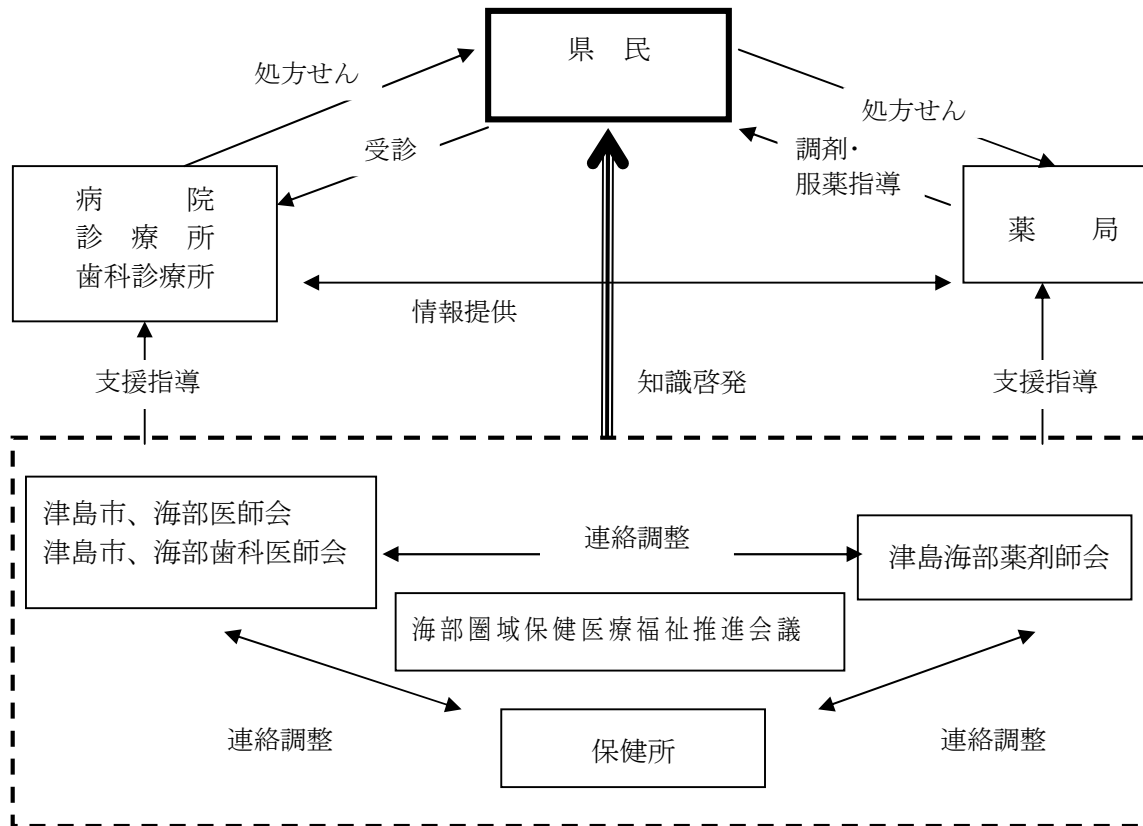 県　民
処方せん
処方せん
受診
調剤・
服薬指導
病　　院
診　療　所
歯科診療所
薬　　局
情報提供
支援指導
知識啓発
支援指導
津島市、海部医師会
津島市、海部歯科医師会
連絡調整
津島海部薬剤師会
海部圏域保健医療福祉推進会議
連絡調整
保健所
連絡調整